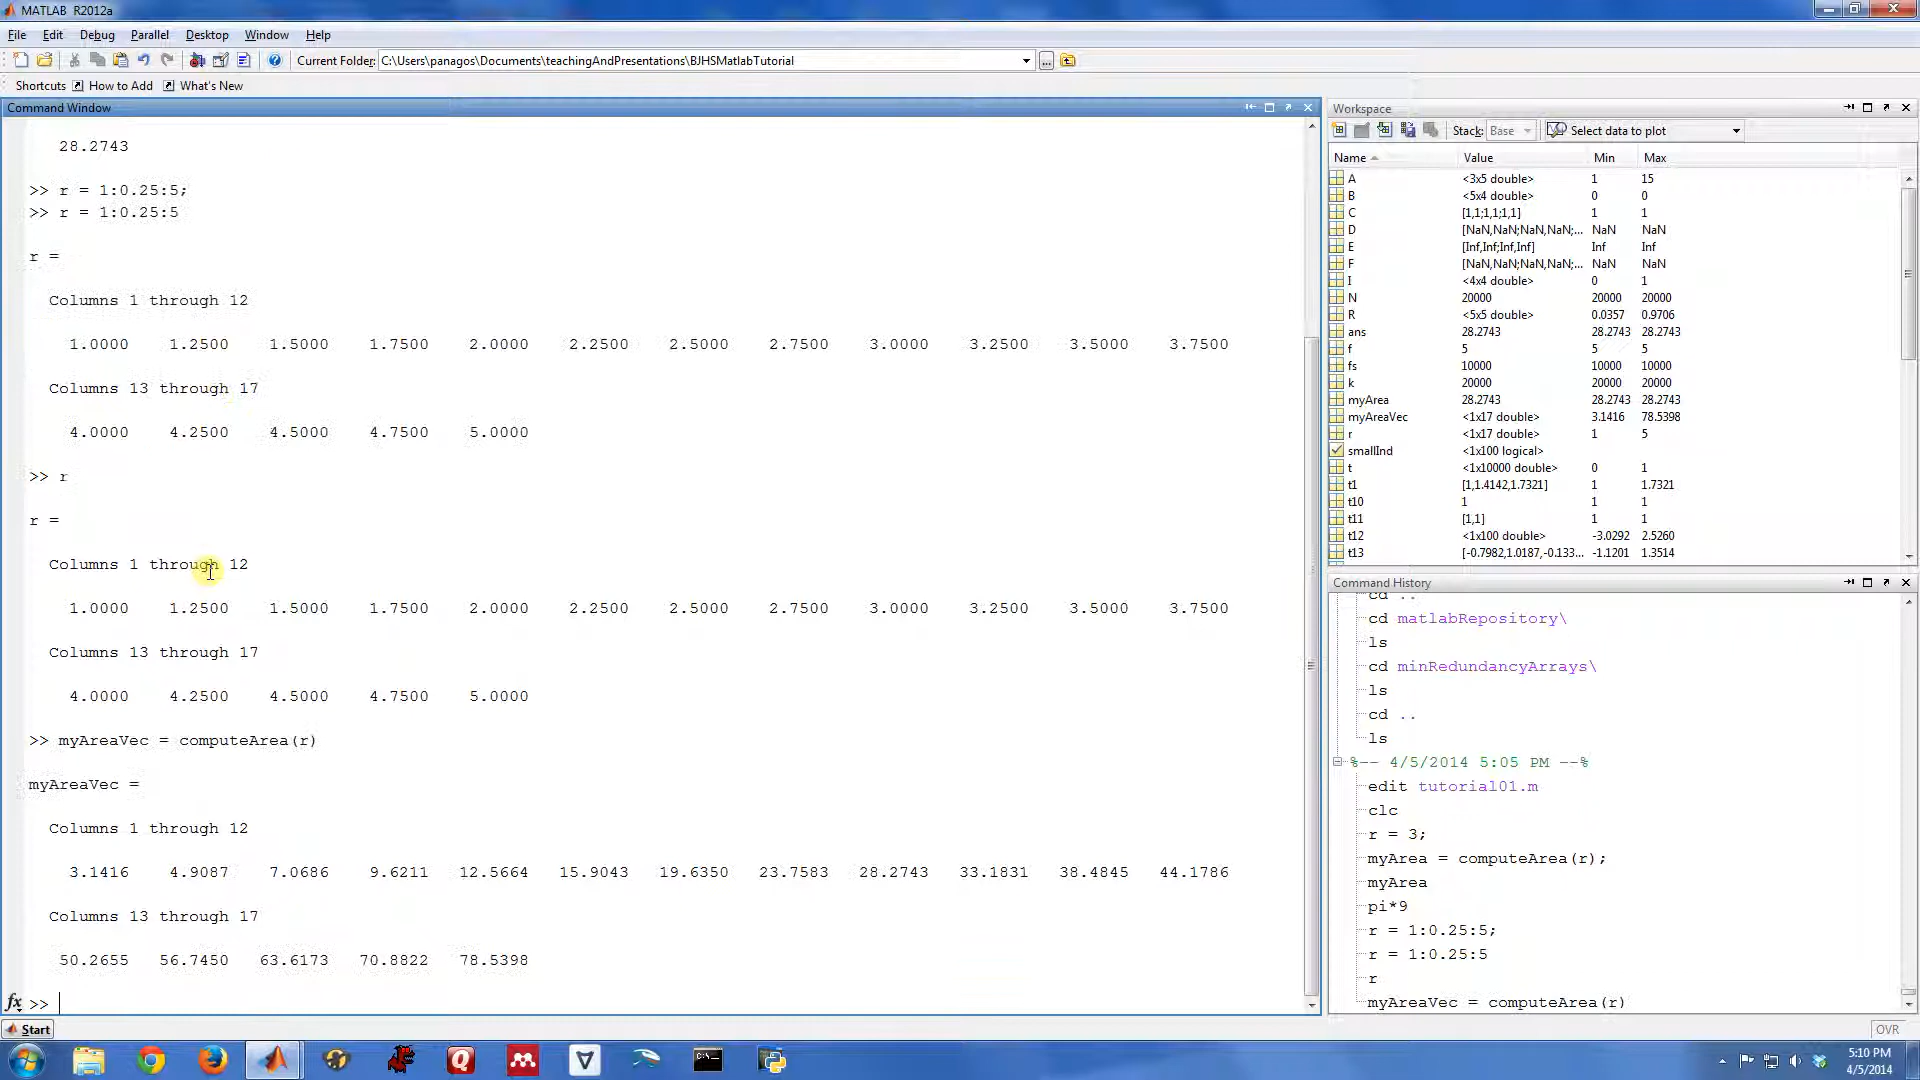 MATLAB R2012a
File Edit Debug Parallel Desktop Window Help
Current Folder: C:\Users\panagos\Documents\teachingAndPresentations\BJHSMatlabTutorial ...
Shortcuts How to Add What's New
Command Window
28.2743
>> r = 1:0.25:5;
>> r = 1:0.25:5
r =
Columns 1 through 12
1.0000 1.2500 1.5000 1.7500 2.0000 2.2500 2.5000 2.7500 3.0000 3.2500 3.5000 3.7500
Columns 13 through 17
4.0000 4.2500 4.5000 4.7500 5.0000
>> r
r =
Columns 1 through 12
1.0000 1.2500 1.5000 1.7500 2.0000 2.2500 2.5000 2.7500 3.0000 3.2500 3.5000 3.7500
Columns 13 through 17
4.0000 4.2500 4.5000 4.7500 5.0000
>> myAreaVec = computeArea(r)
myAreaVec =
Columns 1 through 12
3.1416 4.9087 7.0686 9.6211 12.5664 15.9043 19.6350 23.7583 28.2743 33.1831 38.4845 44.1786
Columns 13 through 17
50.2655 56.7450 63.6173 70.8822 78.5398
fx >>
Workspace
Stack: Base Select data to plot
Name Value Min Max
A <3x5 double> 1 15
B <5x4 double> 0 0
C [1,1;1,1;1,1] 1 1
D [NaN,NaN;NaN,NaN;... NaN NaN
E [Inf,Inf;Inf,Inf] Inf Inf
F [NaN,NaN;NaN,NaN;... NaN NaN
I <4x4 double> 0 1
N 20000 20000 20000
R <5x5 double> 0.0357 0.9706
ans 28.2743 28.2743 28.2743
f 5 5 5
fs 10000 10000 10000
k 20000 20000 20000
myArea 28.2743 28.2743 28.2743
myAreaVec <1x17 double> 3.1416 78.5398
r <1x17 double> 1 5
smallInd <1x100 logical>
t <1x10000 double> 0 1
t1 [1,1.4142,1.7321] 1 1.7321
t10 1 1 1
t11 [1,1] 1 1
t12 <1x100 double> -3.0292 2.5260
t13 [-0.7982,1.0187,-0.133... -1.1201 1.3514
Command History
cd ..
cd matlabRepository\
ls
cd minRedundancyArrays\
ls
cd ..
ls
%-- 4/5/2014 5:05 PM --%
edit tutorial01.m
clc
r = 3;
myArea = computeArea(r);
myArea
pi*9
r = 1:0.25:5;
r = 1:0.25:5
r
myAreaVec = computeArea(r)
Start
OVR
5:10 PM
4/5/2014